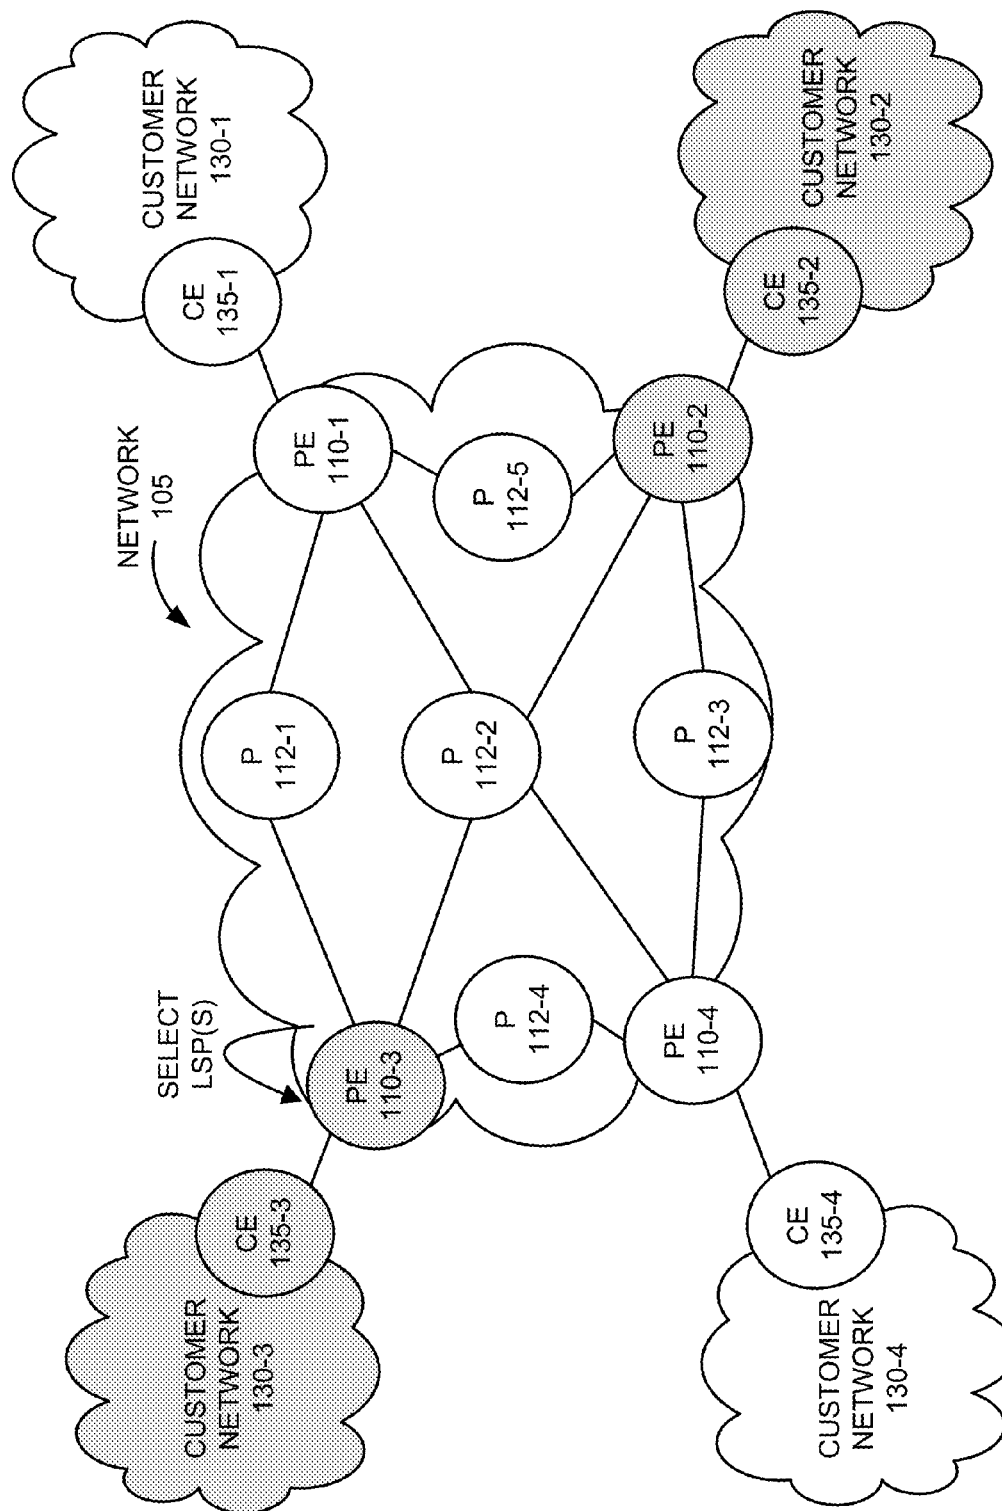 NETWORK
105
SELECT
LSP(S)
CUSTOMER
NETWORK
130-3
CE
135-3
PE
110-3
P
112-1
PE
110-1
CE
135-1
CUSTOMER
NETWORK
130-1
P
112-4
P
112-2
P
112-5
CUSTOMER
NETWORK
130-4
CE
135-4
PE
110-4
P
112-3
PE
110-2
CE
135-2
CUSTOMER
NETWORK
130-2